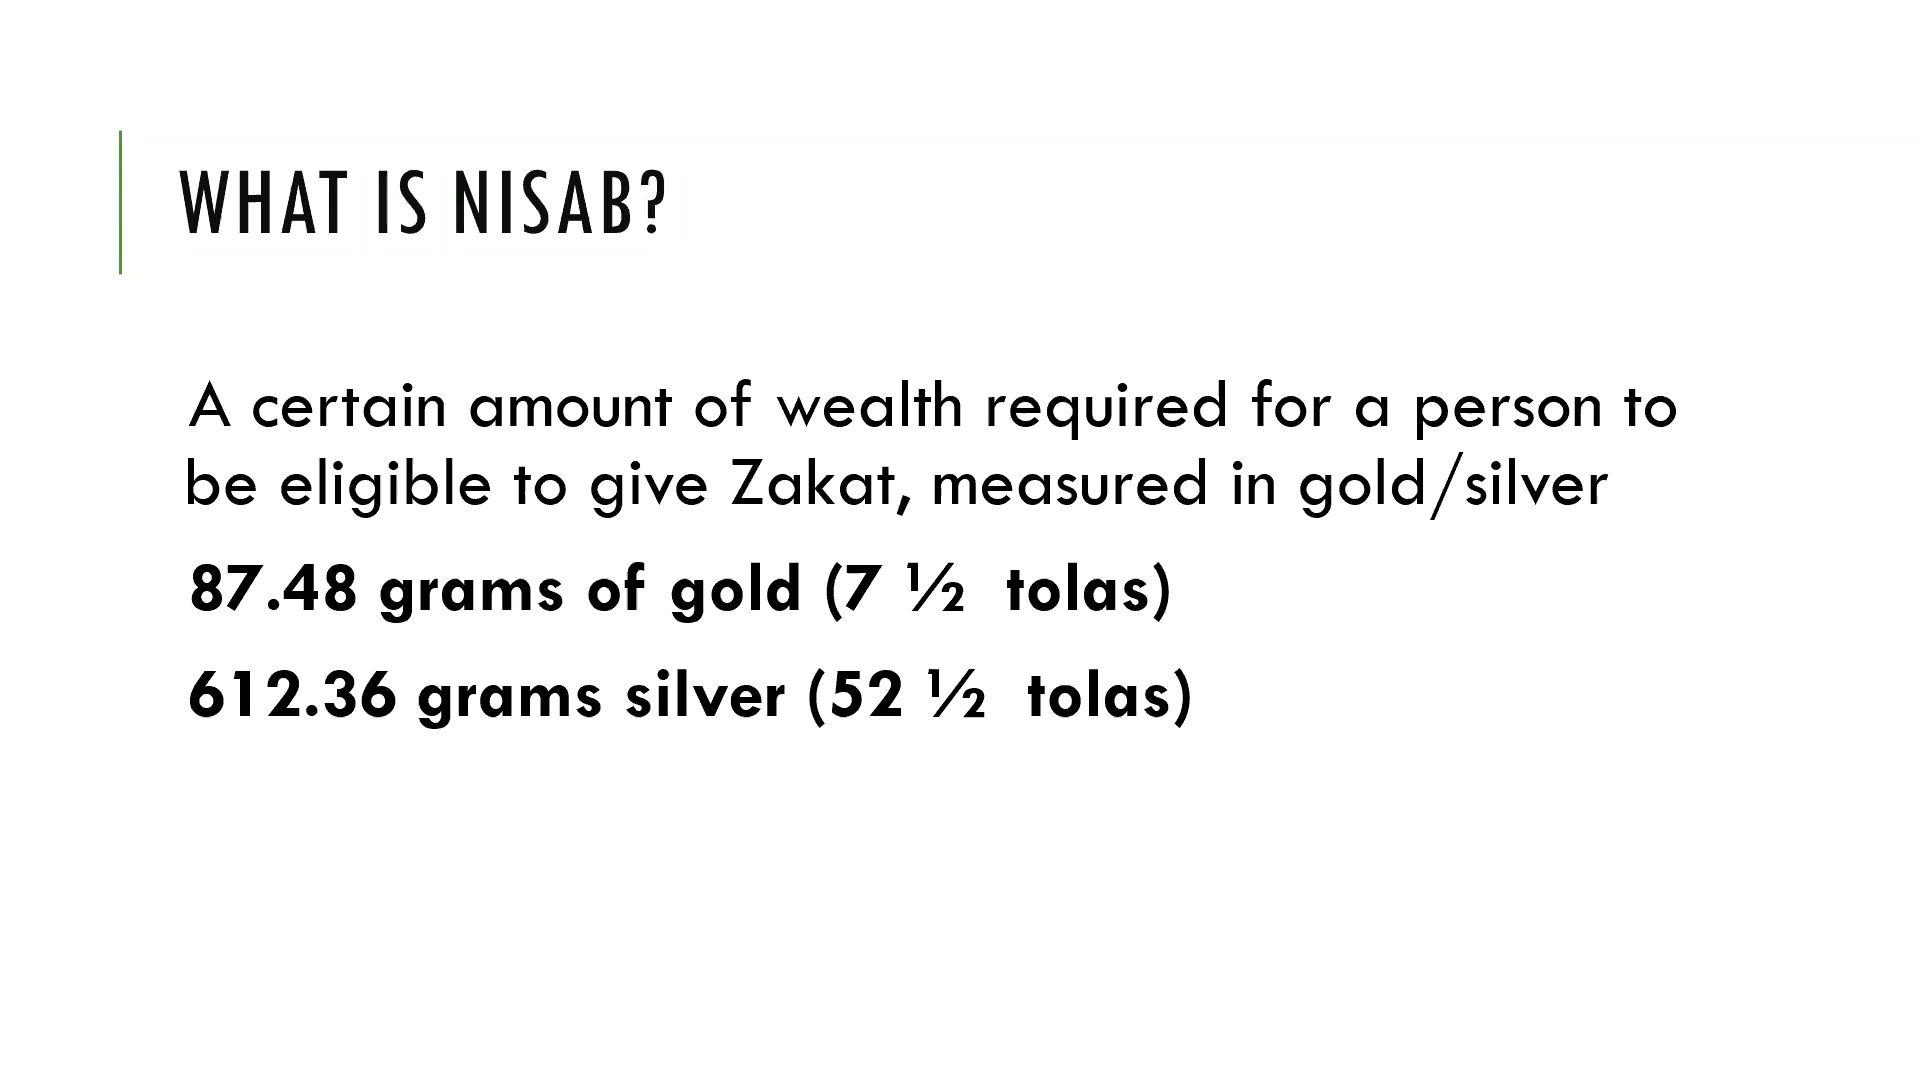 WHAT IS NISAB?
A certain amount of wealth required for a person to
be eligible to give Zakat, measured in gold/silver
87.48 grams of gold (7 ½  tolas)
612.36 grams silver (52 ½  tolas)